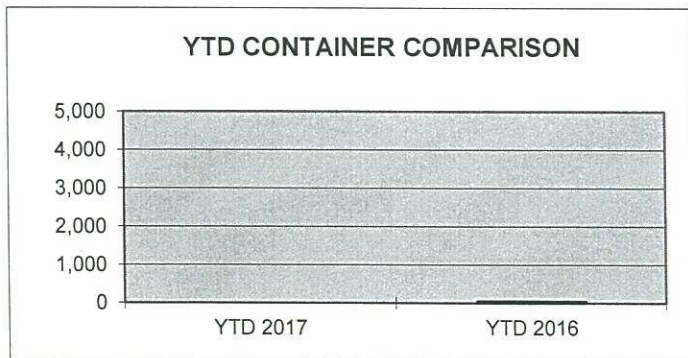 YTD CONTAINER COMPARISON
5,000
4,000
3,000
2,000
1,000
0
YTD 2017
YTD 2016